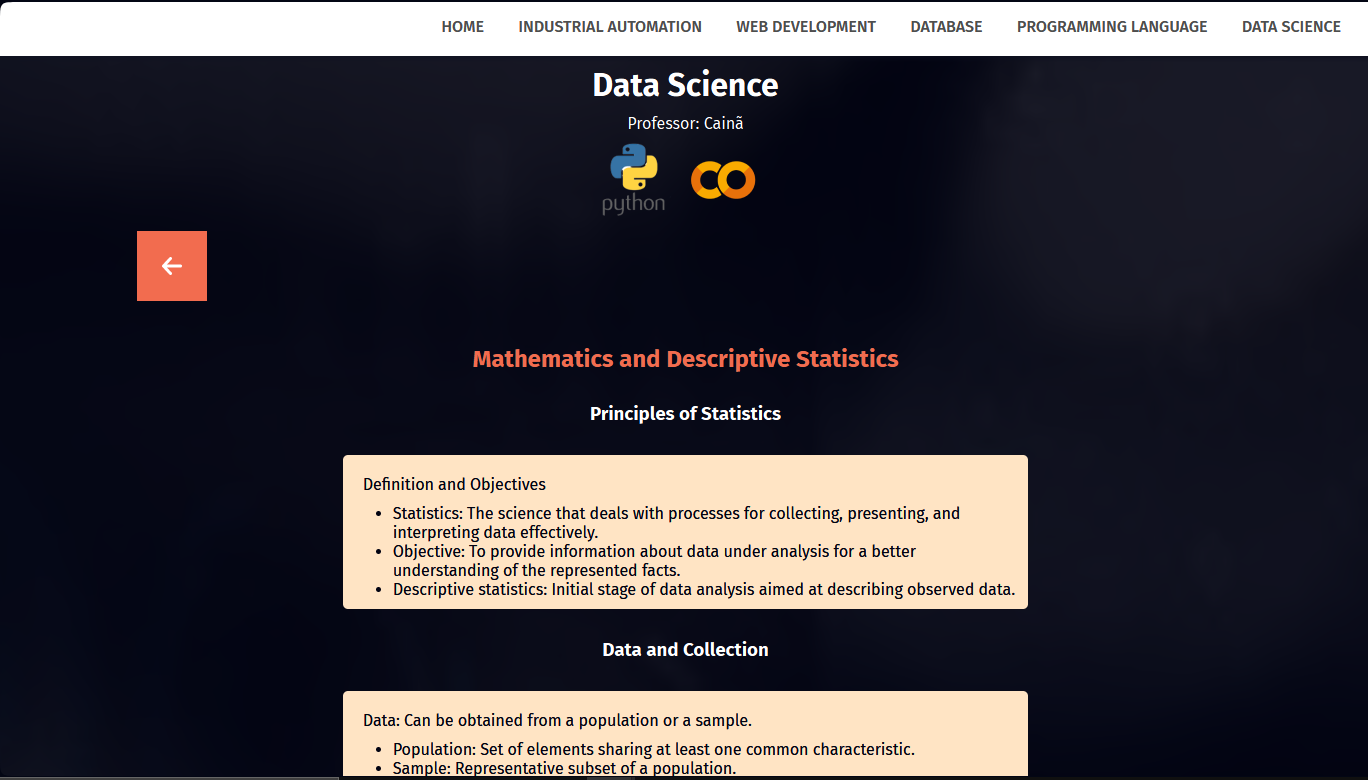 HOME INDUSTRIAL AUTOMATION WEB DEVELOPMENT DATABASE PROGRAMMING LANGUAGE DATA SCIENCE
Data Science
Professor: Cainã
python
Mathematics and Descriptive Statistics
Principles of Statistics
Definition and Objectives
• Statistics: The science that deals with processes for collecting, presenting, and
interpreting data effectively.
• Objective: To provide information about data under analysis for a better
understanding of the represented facts.
• Descriptive statistics: Initial stage of data analysis aimed at describing observed data.
Data and Collection
Data: Can be obtained from a population or a sample.
• Population: Set of elements sharing at least one common characteristic.
• Sample: Representative subset of a population.